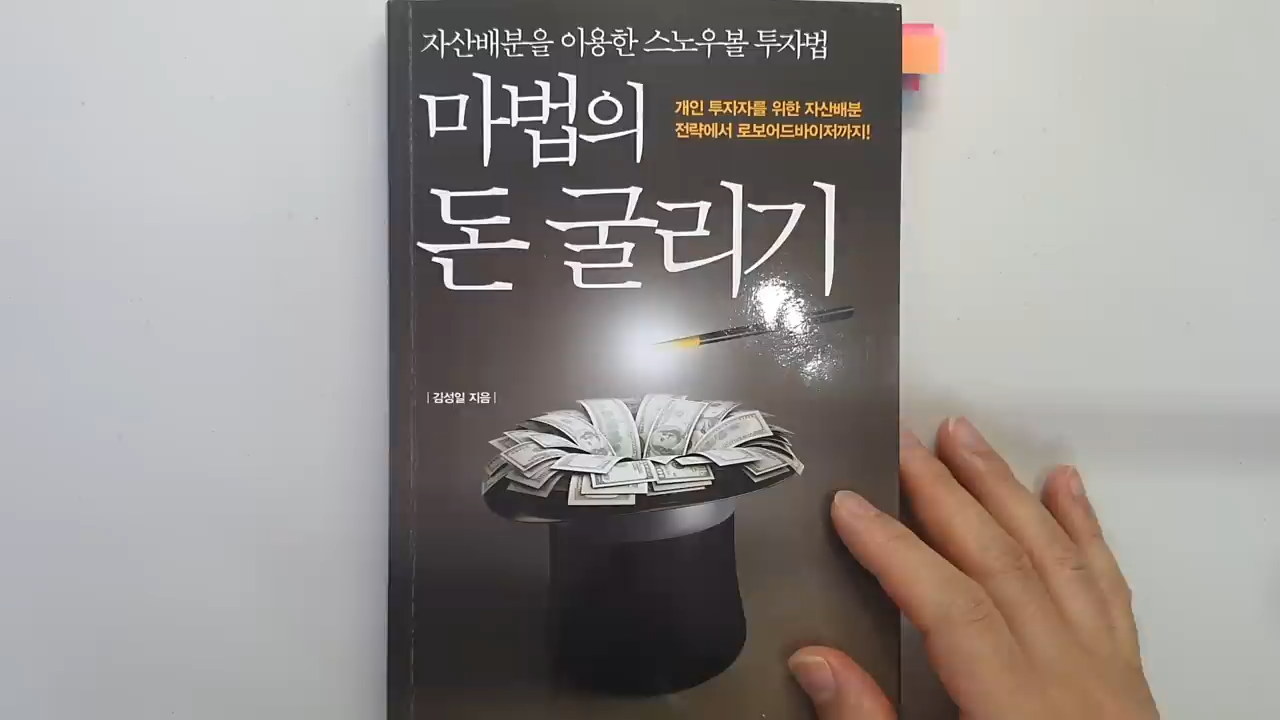 자산배분을 이용한 스노우볼 투자법
마법의
개인 투자자를 위한 자산배분
전략에서 로보어드바이저까지!
돈 굴리기
| 김성일 지음 |